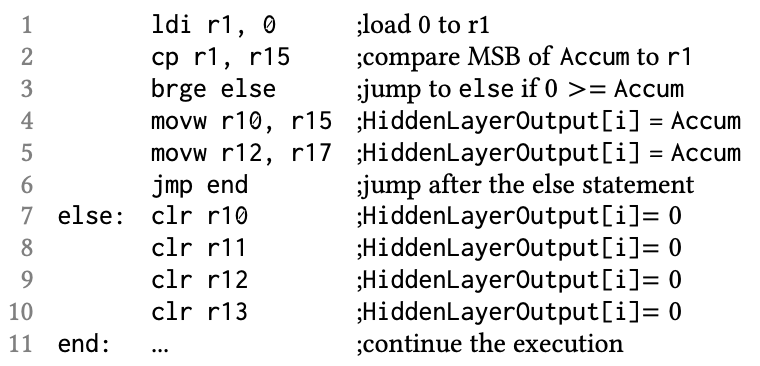 1 ldi r1, 0 ;load 0 to r1
2 cp r1, r15 ;compare MSB of Accum to r1
3 brge else ;jump to else if 0 >= Accum
4 movw r10, r15 ;HiddenLayerOutput[i] = Accum
5 movw r12, r17 ;HiddenLayerOutput[i] = Accum
6 jmp end ;jump after the else statement
7 else: clr r10 ;HiddenLayerOutput[i]= 0
8 clr r11 ;HiddenLayerOutput[i]= 0
9 clr r12 ;HiddenLayerOutput[i]= 0
10 clr r13 ;HiddenLayerOutput[i]= 0
11 end: ... ;continue the execution